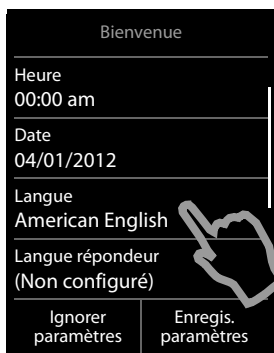 Bienvenue
Heure
00:00 am
Date
04/01/2012
Langue
American English
Langue répondeur
(Non configuré)
Ignorer
paramètres
Enregis.
paramètres